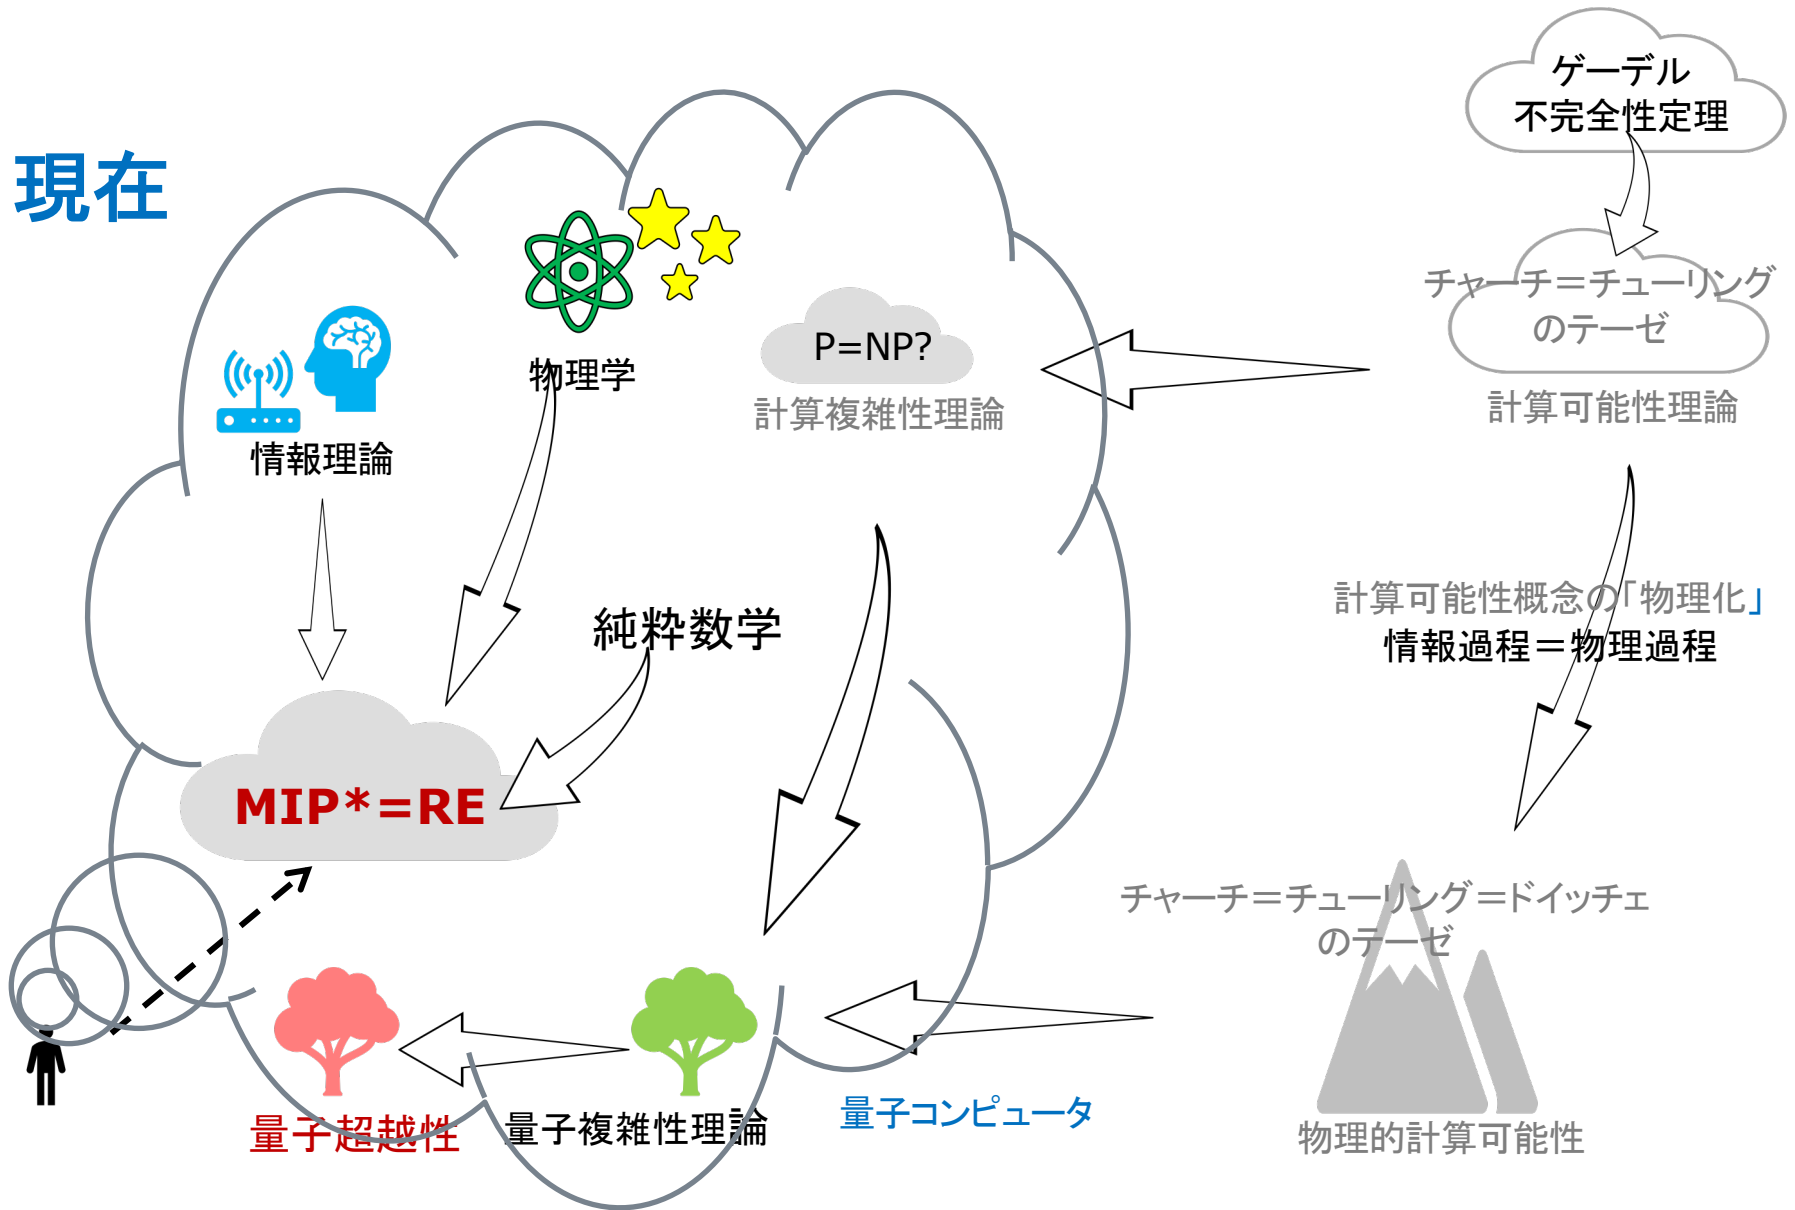 現在
ゲーデル
不完全性定理
チャーチ=チューリング
のテーゼ
計算可能性理論
P=NP?
計算複雑性理論
物理学
情報理論
純粋数学
計算可能性概念の「物理化」
情報過程=物理過程
MIP*=RE
チャーチ=チューリング=ドイッチェ
のテーゼ
物理的計算可能性
量子コンピュータ
量子複雑性理論
量子超越性